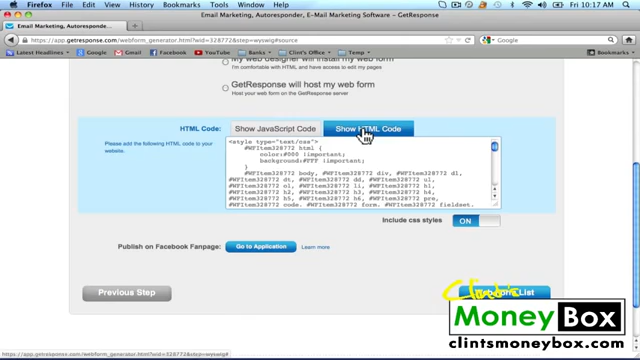 Firefox File Edit View History Bookmarks Tools Window Help
Fri 10:17 AM
Email Marketing, Autoresponder, E-Mail Marketing Software - GetResponse
Email Marketing, Autoresponde...
app.getresponse.com/webform_generator.html?wid=328772&step=wyswig#source
Google
Latest Headlines Google Facebook YouTube Banks Clint's Office Travel Tools Bookmarks
My web designer will install my web form
I'm comfortable with HTML and have access to edit my pages
GetResponse will host my web form
Host your web form on the GetResponse server
HTML Code:
Show JavaScript Code
Show HTML Code
Please add the following HTML code to your website.
<style type="text/css">
#WFItem328772 html {
color:#000 !important;
background:#FFF !important;
}
#WFItem328772 body, #WFItem328772 div, #WFItem328772 dl,
#WFItem328772 dt, #WFItem328772 dd, #WFItem328772 ul,
#WFItem328772 ol, #WFItem328772 li, #WFItem328772 h1,
#WFItem328772 h2, #WFItem328772 h3, #WFItem328772 h4,
#WFItem328772 h5, #WFItem328772 h6, #WFItem328772 pre,
#WFItem328772 code, #WFItem328772 form, #WFItem328772 fieldset,
Include css styles ON
Publish on Facebook Fanpage:
Go to Application
Learn more
Previous Step
List
Clint's
Money Box
clintsmoneybox.com
https://app.getresponse.com/webform_generator.html?wid=328772&step=wyswig#